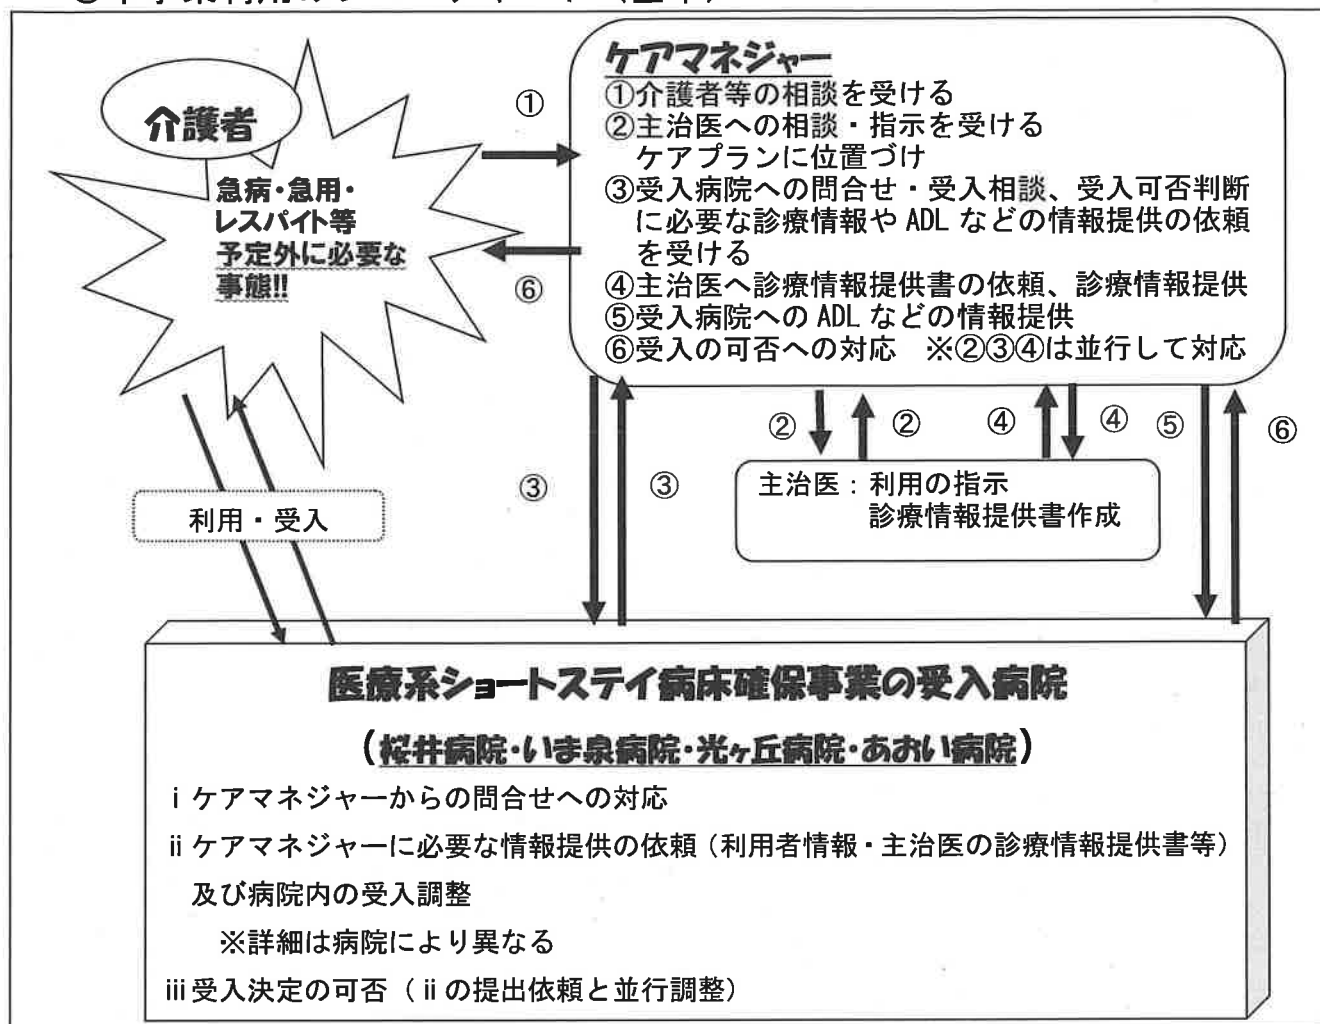 介護者
急病・急用・
レスパイト等
予定外に必要な
事態!!
①
⑥
ケアマネジャー
①介護者等の相談を受ける
②主治医への相談・指示を受ける
ケアプランに位置づけ
③受入病院への問合せ・受入相談、受入可否判断
に必要な診療情報や ADL などの情報提供の依頼
を受ける
④主治医へ診療情報提供書の依頼、診療情報提供
⑤受入病院への ADL などの情報提供
⑥受入の可否への対応 ※②③④は並行して対応
③
③
②
②
④
④
⑤
⑥
主治医：利用の指示
診療情報提供書作成
利用・受入
医療系ショートステイ病床確保事業の受入病院
（桜井病院・いま泉病院・光ヶ丘病院・あおい病院）
ⅰ ケアマネジャーからの問合せへの対応
ⅱ ケアマネジャーに必要な情報提供の依頼（利用者情報・主治医の診療情報提供書等）
及び病院内の受入調整
※詳細は病院により異なる
ⅲ 受入決定の可否（ⅱの提出依頼と並行調整）